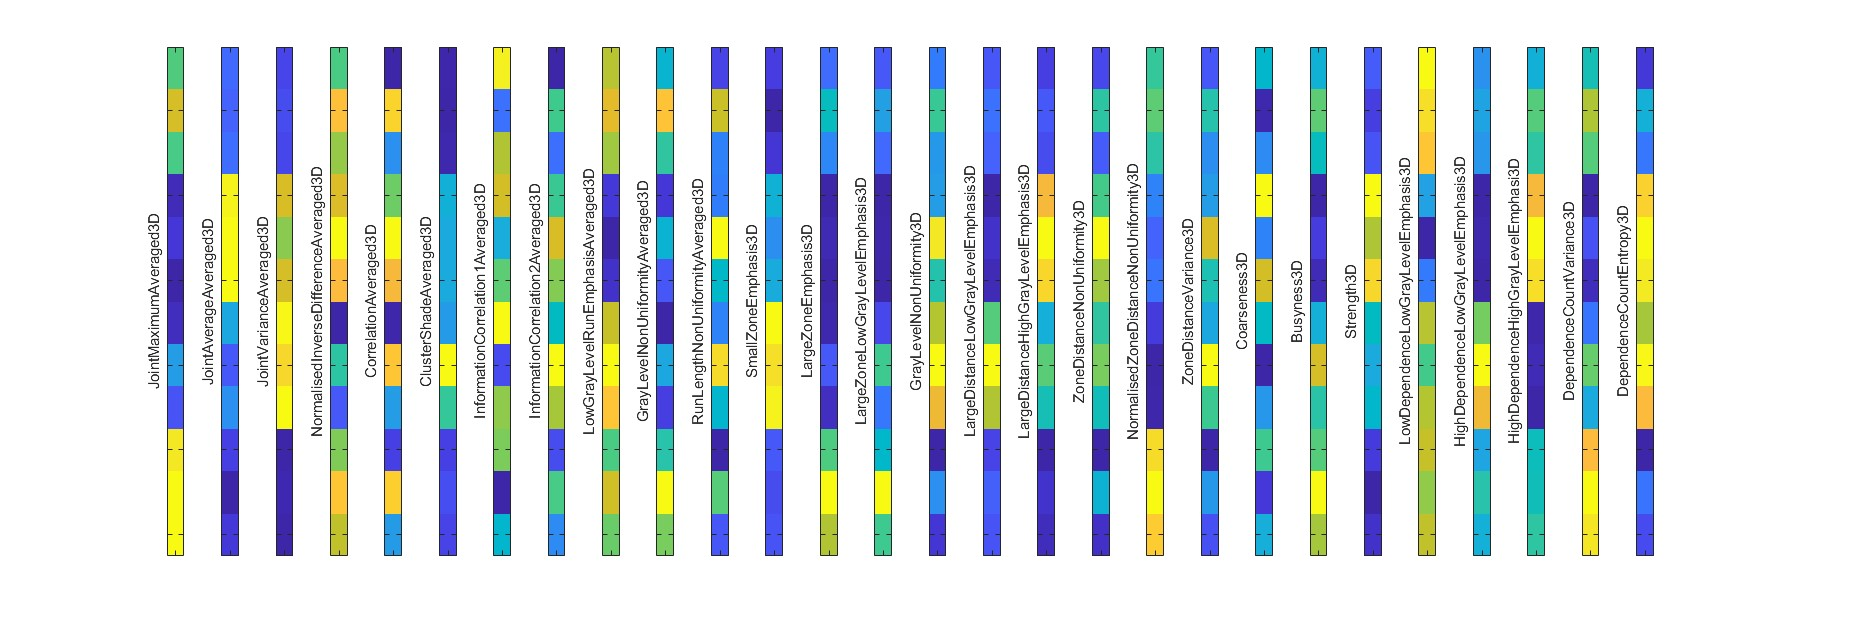 JointMaximumAveraged3D
JointAverageAveraged3D
JointVarianceAveraged3D
NormalisedInverseDifferenceAveraged3D
CorrelationAveraged3D
ClusterShadeAveraged3D
InformationCorrelation1Averaged3D
InformationCorrelation2Averaged3D
LowGrayLevelRunEmphasisAveraged3D
GrayLevelNonUniformityAveraged3D
RunLengthNonUniformityAveraged3D
SmallZoneEmphasis3D
LargeZoneEmphasis3D
LargeZoneLowGrayLevelEmphasis3D
GrayLevelNonUniformity3D
LargeDistanceLowGrayLevelEmphasis3D
LargeDistanceHighGrayLevelEmphasis3D
ZoneDistanceNonUniformity3D
NormalisedZoneDistanceNonUniformity3D
ZoneDistanceVariance3D
Coarseness3D
Busyness3D
Strength3D
LowDependenceLowGrayLevelEmphasis3D
HighDependenceLowGrayLevelEmphasis3D
HighDependenceHighGrayLevelEmphasi3D
DependenceCountVariance3D
DependenceCountEntropy3D